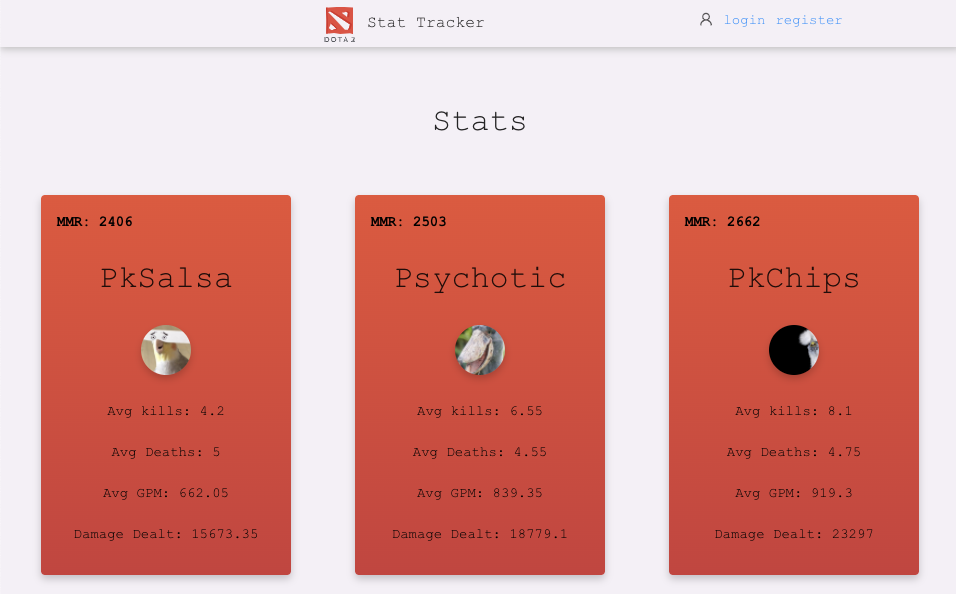 Stat Tracker
login register
DOTA 2
Stats
MMR: 2406
PkSalsa
Avg kills: 4.2
Avg Deaths: 5
Avg GPM: 662.05
Damage Dealt: 15673.35
MMR: 2503
Psychotic
Avg kills: 6.55
Avg Deaths: 4.55
Avg GPM: 839.35
Damage Dealt: 18779.1
MMR: 2662
PkChips
Avg kills: 8.1
Avg Deaths: 4.75
Avg GPM: 919.3
Damage Dealt: 23297